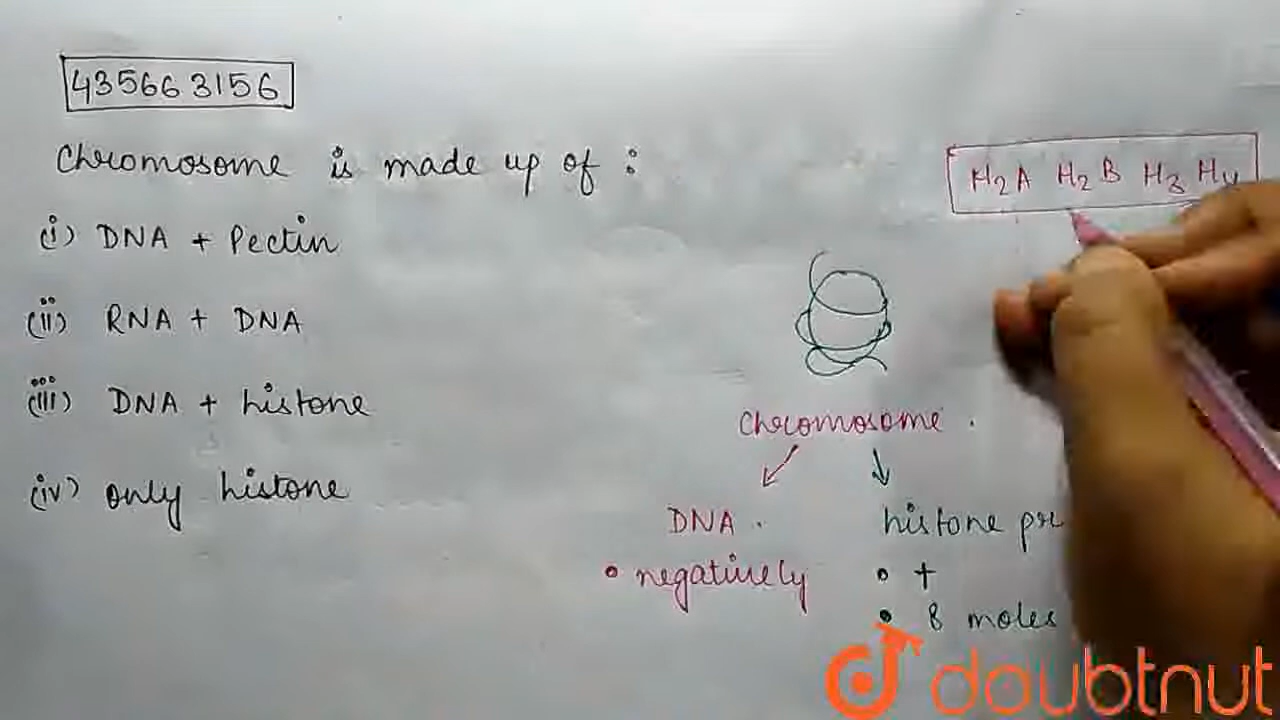 435663156
Chromosome is made up of :
(i) DNA + Pectin
(ii) RNA + DNA
(iii) DNA + histone
(iv) only histone
H2A H2B H3 H4
Chromosome .
DNA .
• negatively
histone pr
• +
• 8 moles
doubtnut